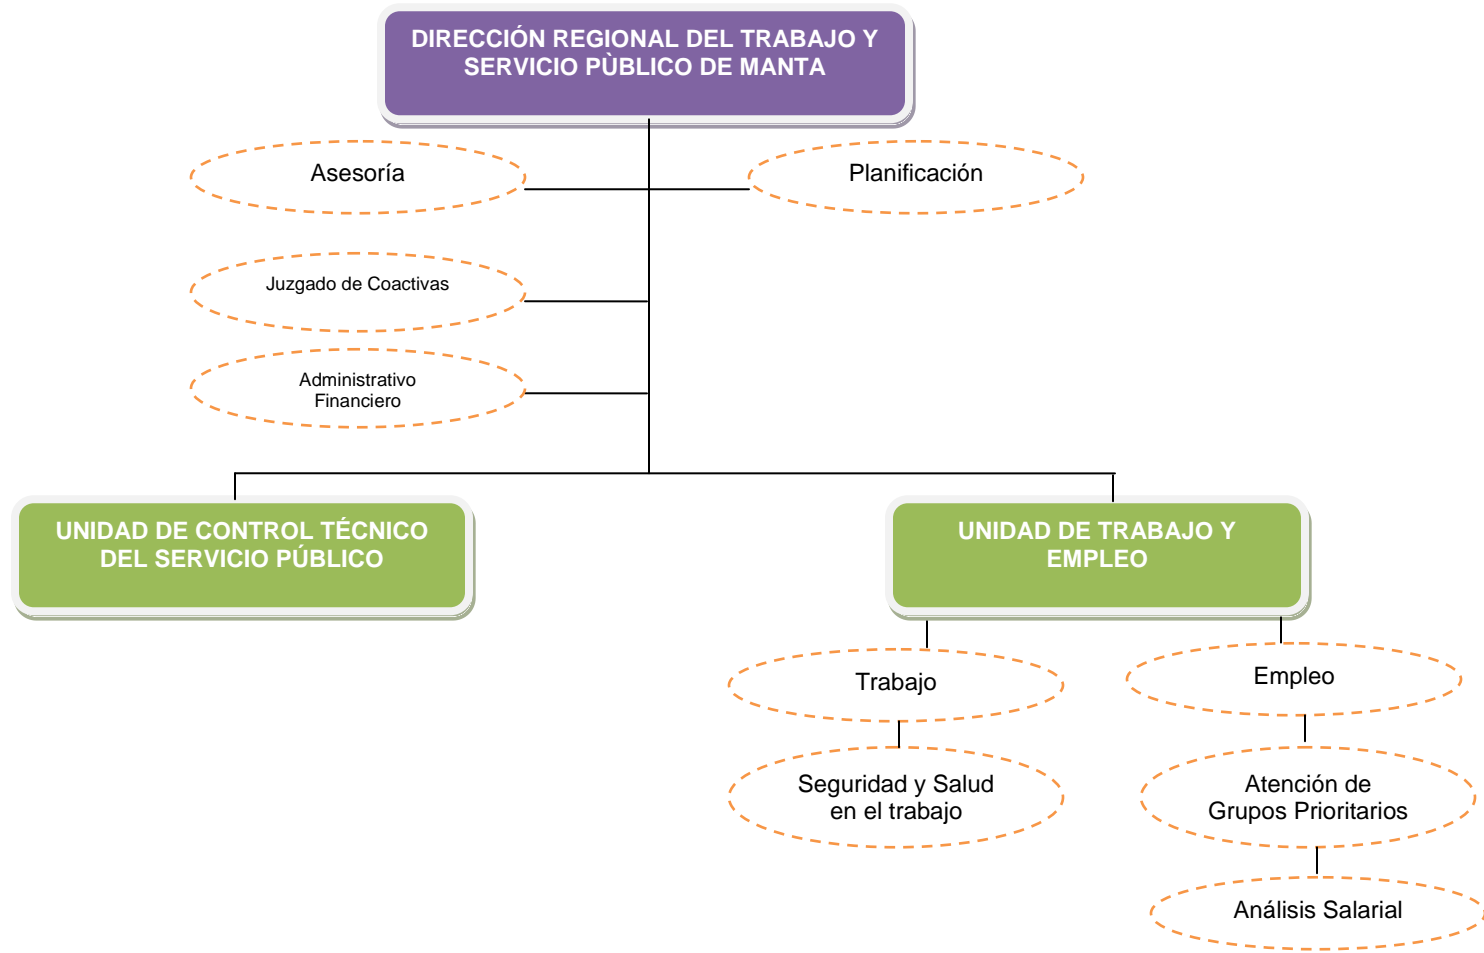 DIRECCIÓN REGIONAL DEL TRABAJO Y
SERVICIO PÙBLICO DE MANTA
Asesoría
Planificación
Juzgado de Coactivas
Administrativo
Financiero
UNIDAD DE CONTROL TÉCNICO
DEL SERVICIO PÚBLICO
UNIDAD DE TRABAJO Y
EMPLEO
Trabajo
Empleo
Seguridad y Salud
en el trabajo
Atención de
Grupos Prioritarios
Análisis Salarial